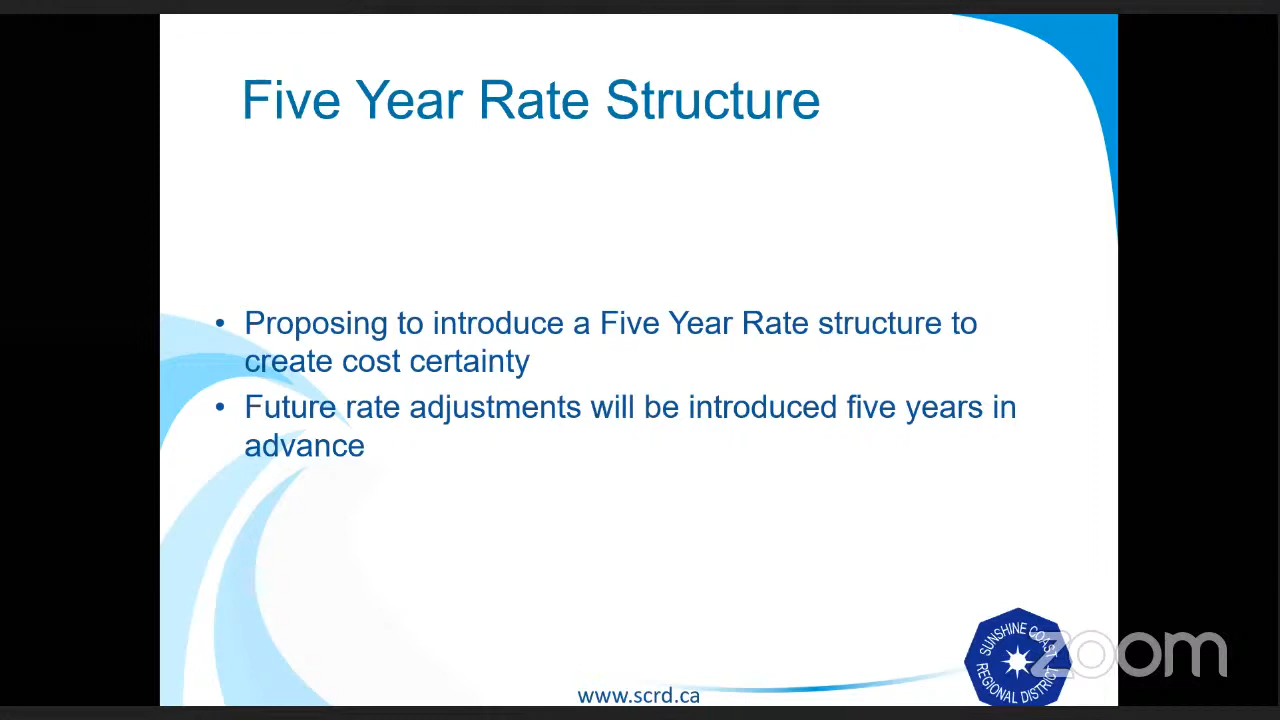 Five Year Rate Structure
• Proposing to introduce a Five Year Rate structure to
create cost certainty
• Future rate adjustments will be introduced five years in
advance
SUNSHINE COAST
REGIONAL DISTRICT
zoom
www.scrd.ca